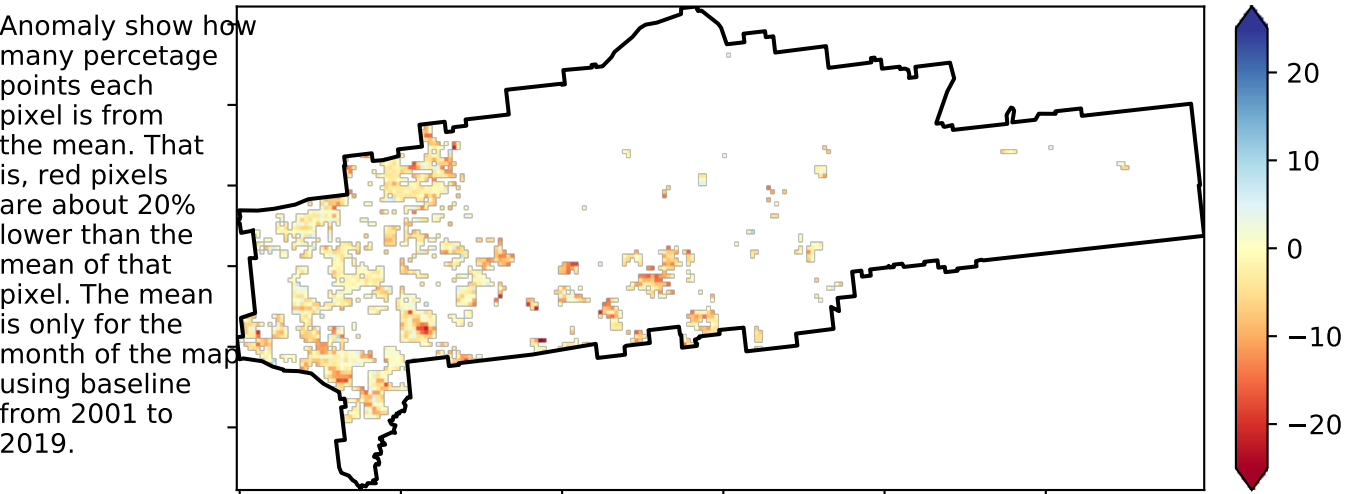 Anomaly show how
many percetage
points each
pixel is from
the mean. That
is, red pixels
are about 20%
lower than the
mean of that
pixel. The mean
is only for the
month of the map
using baseline
from 2001 to
2019.
20
10
0
−10
−20